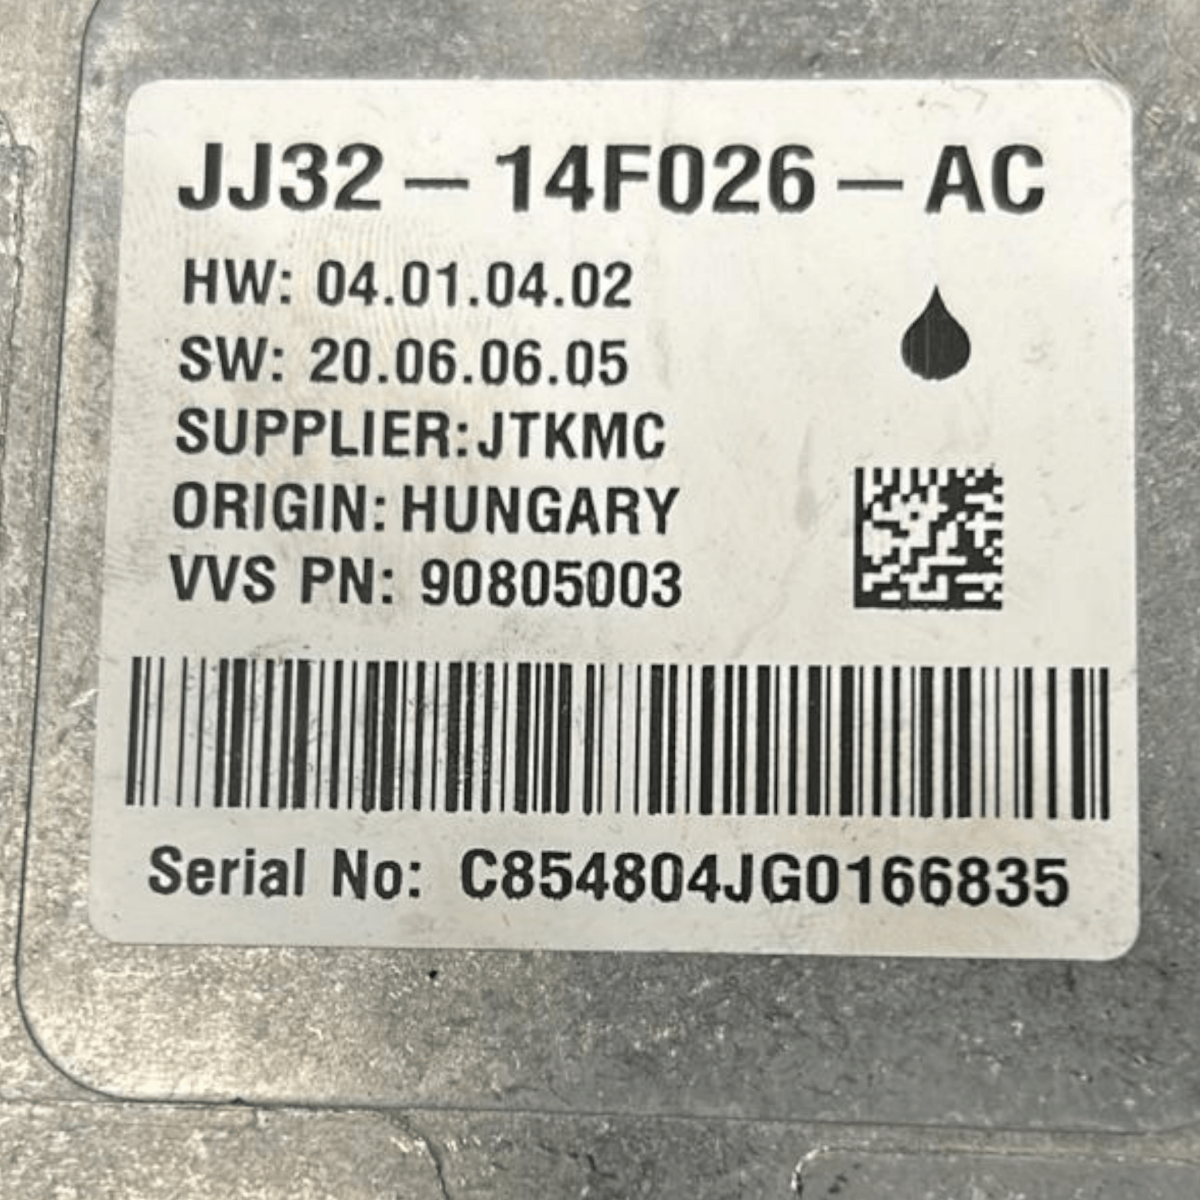 JJ32-14F026-AC
HW: 04.01.04.02
SW: 20.06.06.05
SUPPLIER:JTKMC
ORIGIN:HUNGARY
VVS PN: 90805003
Serial No: C854804JG0166835